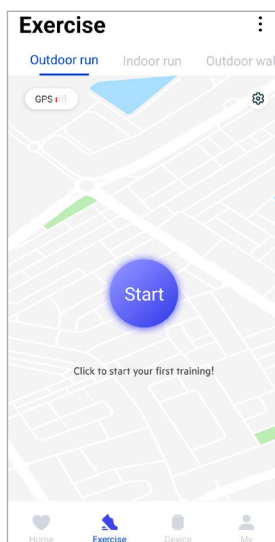 Exercise
Outdoor run Indoor run Outdoor wal
GPS
Start
Click to start your first training!
Home Exercise Device My